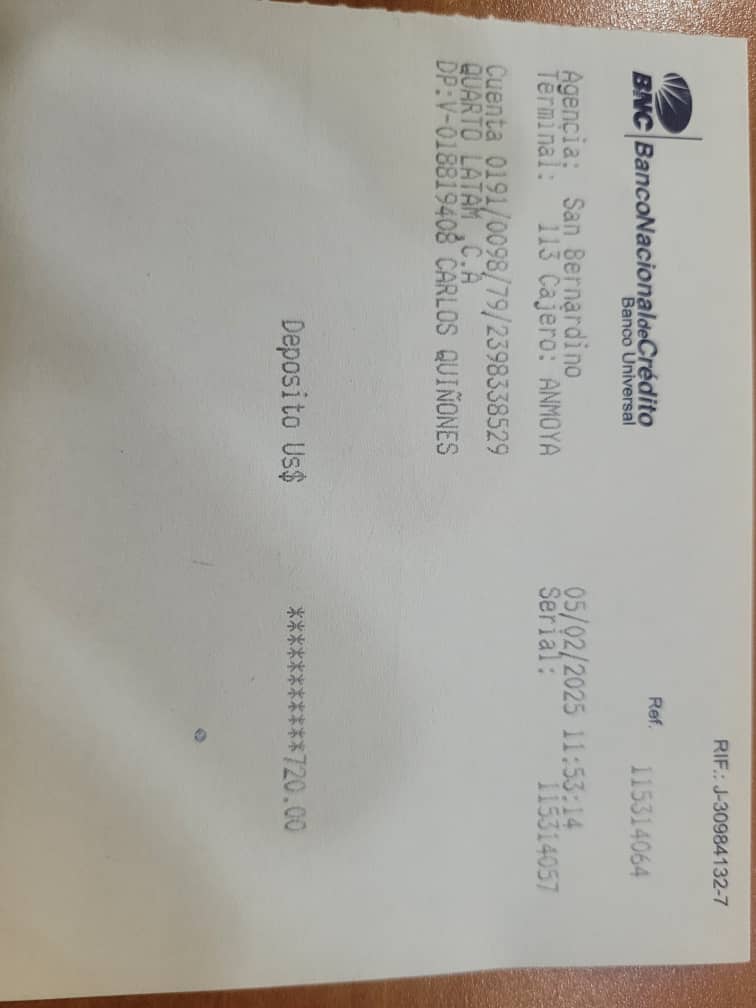 RIF.: J-30984132-7
BNC BancoNacionaldeCrédito
Banco Universal
Ref. 115314064
Agencia: San Bernardino 05/02/2025 11:53:14
Terminal: 113 Cajero: ANMOYA Serial: 115314057
Cuenta 0191/0098/79/2398338529
QUARTO LATAM ,C.A
DP:V-018819408 CARLOS QUIÑONES
Deposito Us$ ***********720.00